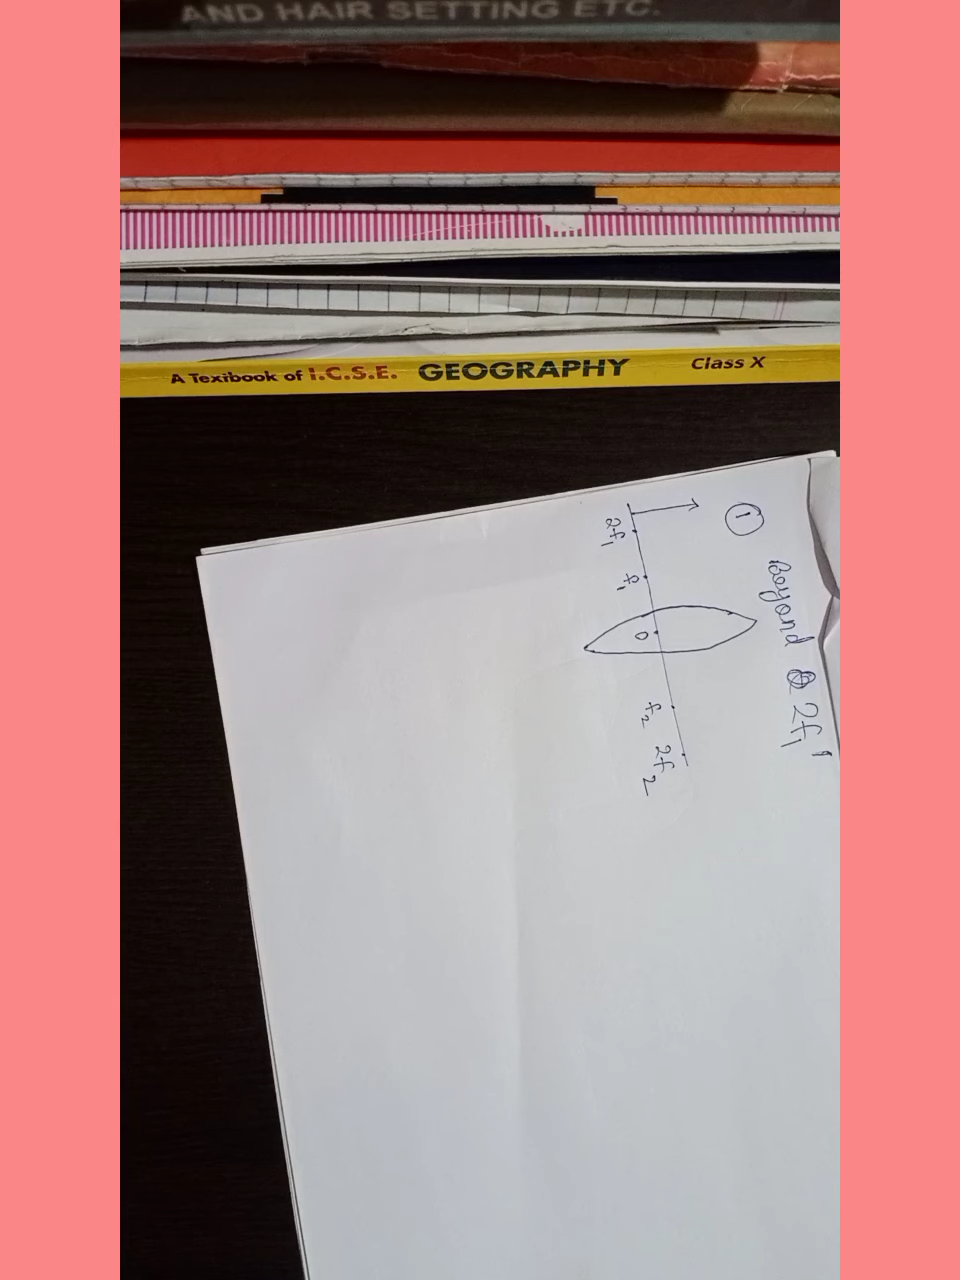 AND HAIR SETTING ETC.
A Textbook of I.C.S.E. GEOGRAPHY Class X
① Beyond 2f₁
2f₁ f₁ O f₂ 2f₂